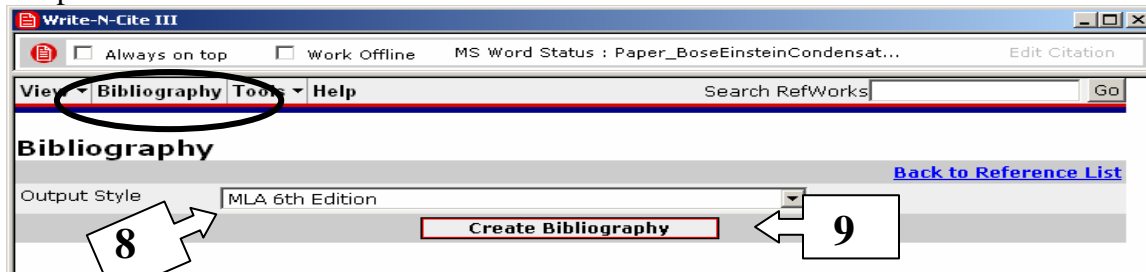 Write-N-Cite III
Always on top Work Offline MS Word Status : Paper_BoseEinsteinCondensat... Edit Citation
View Bibliography Tools Help Search RefWorks Go
Bibliography
Back to Reference List
Output Style MLA 6th Edition
Create Bibliography
8 9